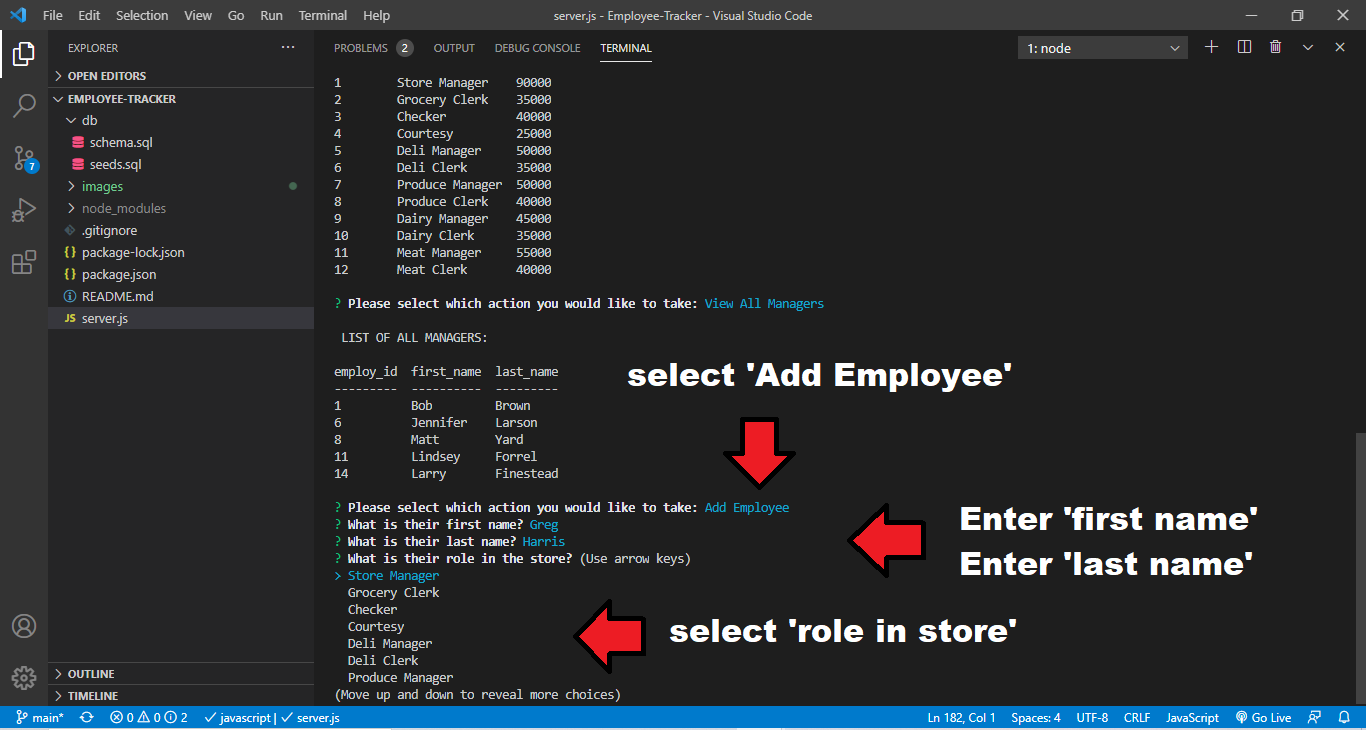 File Edit Selection View Go Run Terminal Help
server.js - Employee-Tracker - Visual Studio Code
EXPLORER
OPEN EDITORS
EMPLOYEE-TRACKER
db
schema.sql
seeds.sql
images
node_modules
.gitignore
package-lock.json
package.json
README.md
JS server.js
OUTLINE
TIMELINE
7
PROBLEMS 2 OUTPUT DEBUG CONSOLE TERMINAL
1: node
1 Store Manager 90000
2 Grocery Clerk 35000
3 Checker 40000
4 Courtesy 25000
5 Deli Manager 50000
6 Deli Clerk 35000
7 Produce Manager 50000
8 Produce Clerk 40000
9 Dairy Manager 45000
10 Dairy Clerk 35000
11 Meat Manager 55000
12 Meat Clerk 40000
? Please select which action you would like to take: View All Managers
LIST OF ALL MANAGERS:
employ_id first_name last_name
--------- ---------- ---------
1 Bob Brown
6 Jennifer Larson
8 Matt Yard
11 Lindsey Forrel
14 Larry Finestead
select 'Add Employee'
? Please select which action you would like to take: Add Employee
? What is their first name? Greg
? What is their last name? Harris
? What is their role in the store? (Use arrow keys)
> Store Manager
Grocery Clerk
Checker
Courtesy
Deli Manager
Deli Clerk
Produce Manager
(Move up and down to reveal more choices)
Enter 'first name'
Enter 'last name'
select 'role in store'
main* 0 0 2 javascript | server.js
Ln 182, Col 1 Spaces: 4 UTF-8 CRLF JavaScript Go Live